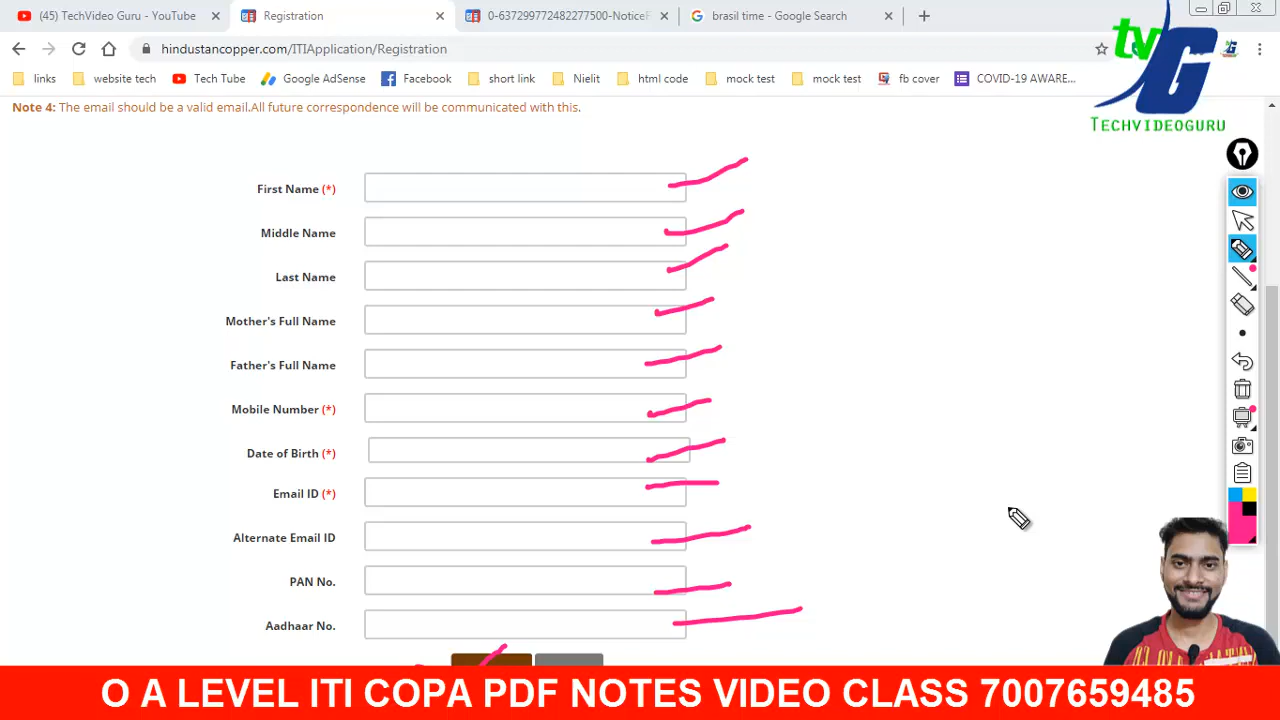 (45) TechVideo Guru - YouTube
Registration
0-637299772482277500-NoticeF
brasil time - Google Search
hindustancopper.com/ITIApplication/Registration
links
website tech
Tech Tube
Google AdSense
Facebook
short link
Nielit
html code
mock test
mock test
fb cover
COVID-19 AWARE...
tv G
TECHVIDEOGURU
Note 4: The email should be a valid email.All future correspondence will be communicated with this.
First Name (*)
Middle Name
Last Name
Mother's Full Name
Father's Full Name
Mobile Number (*)
Date of Birth (*)
Email ID (*)
Alternate Email ID
PAN No.
Aadhaar No.
O A LEVEL ITI COPA PDF NOTES VIDEO CLASS 7007659485